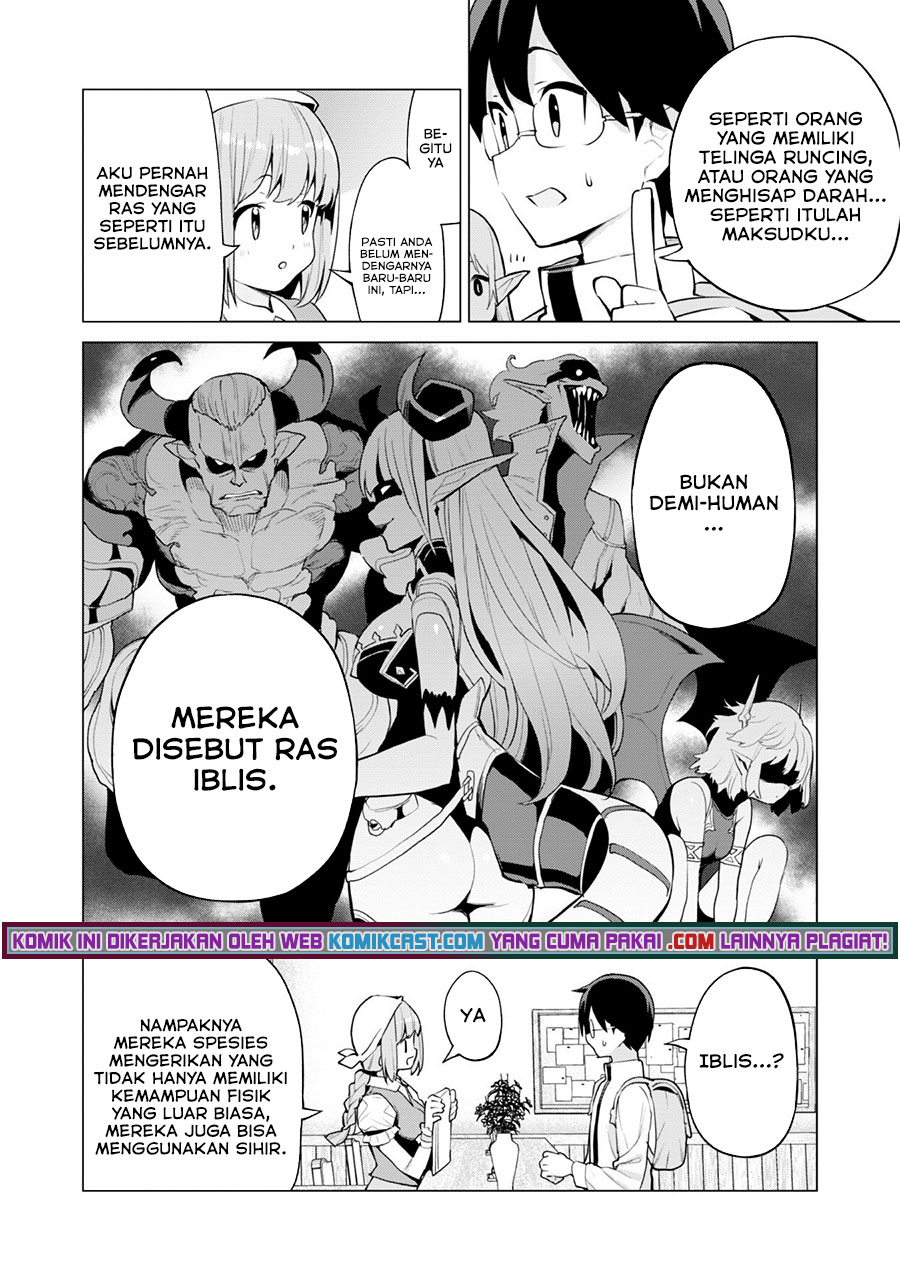 SEPERTI ORANG
YANG MEMILIKI
TELINGA RUNCING,
ATAU ORANG YANG
MENGHISAP DARAH...
SEPERTI ITULAH
MAKSUDKU...
BE-
GITU
YA
PASTI ANDA
BELUM MEN-
DENGARNYA
BARU-BARU
INI, TAPI...
AKU PERNAH
MENDENGAR
RAS YANG
SEPERTI ITU
SEBELUMNYA.
BUKAN
DEMI-HUMAN
...
MEREKA
DISEBUT RAS
IBLIS.
KOMIK INI DIKERJAKAN OLEH WEB KOMIKCAST.COM YANG CUMA PAKAI .COM LAINNYA PLAGIAT!
IBLIS...?
YA
NAMPAKNYA
MEREKA SPESIES
MENGERIKAN YANG
TIDAK HANYA MEMILIKI
KEMAMPUAN FISIK
YANG LUAR BIASA,
MEREKA JUGA BISA
MENGGUNAKAN SIHIR.